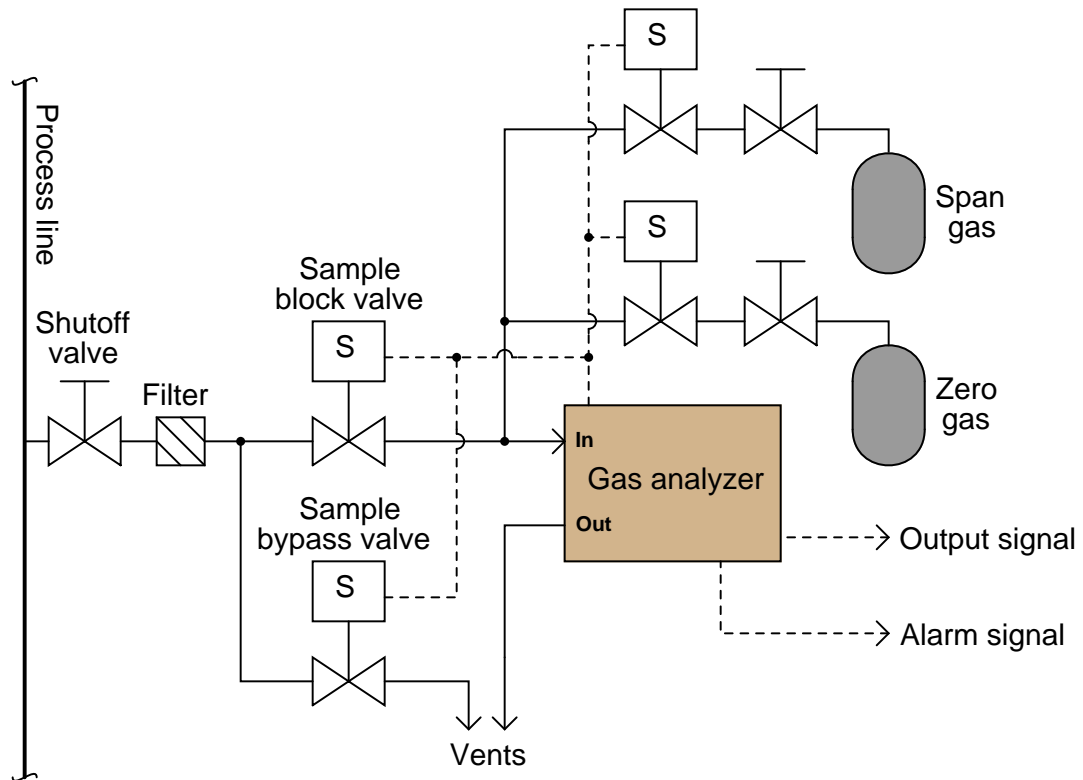 S
Process line
Span
gas
S
Sample
block valve
Shutoff
valve
S
Filter
Zero
gas
In
Gas analyzer
Sample
bypass valve
Out
Output signal
S
Alarm signal
Vents